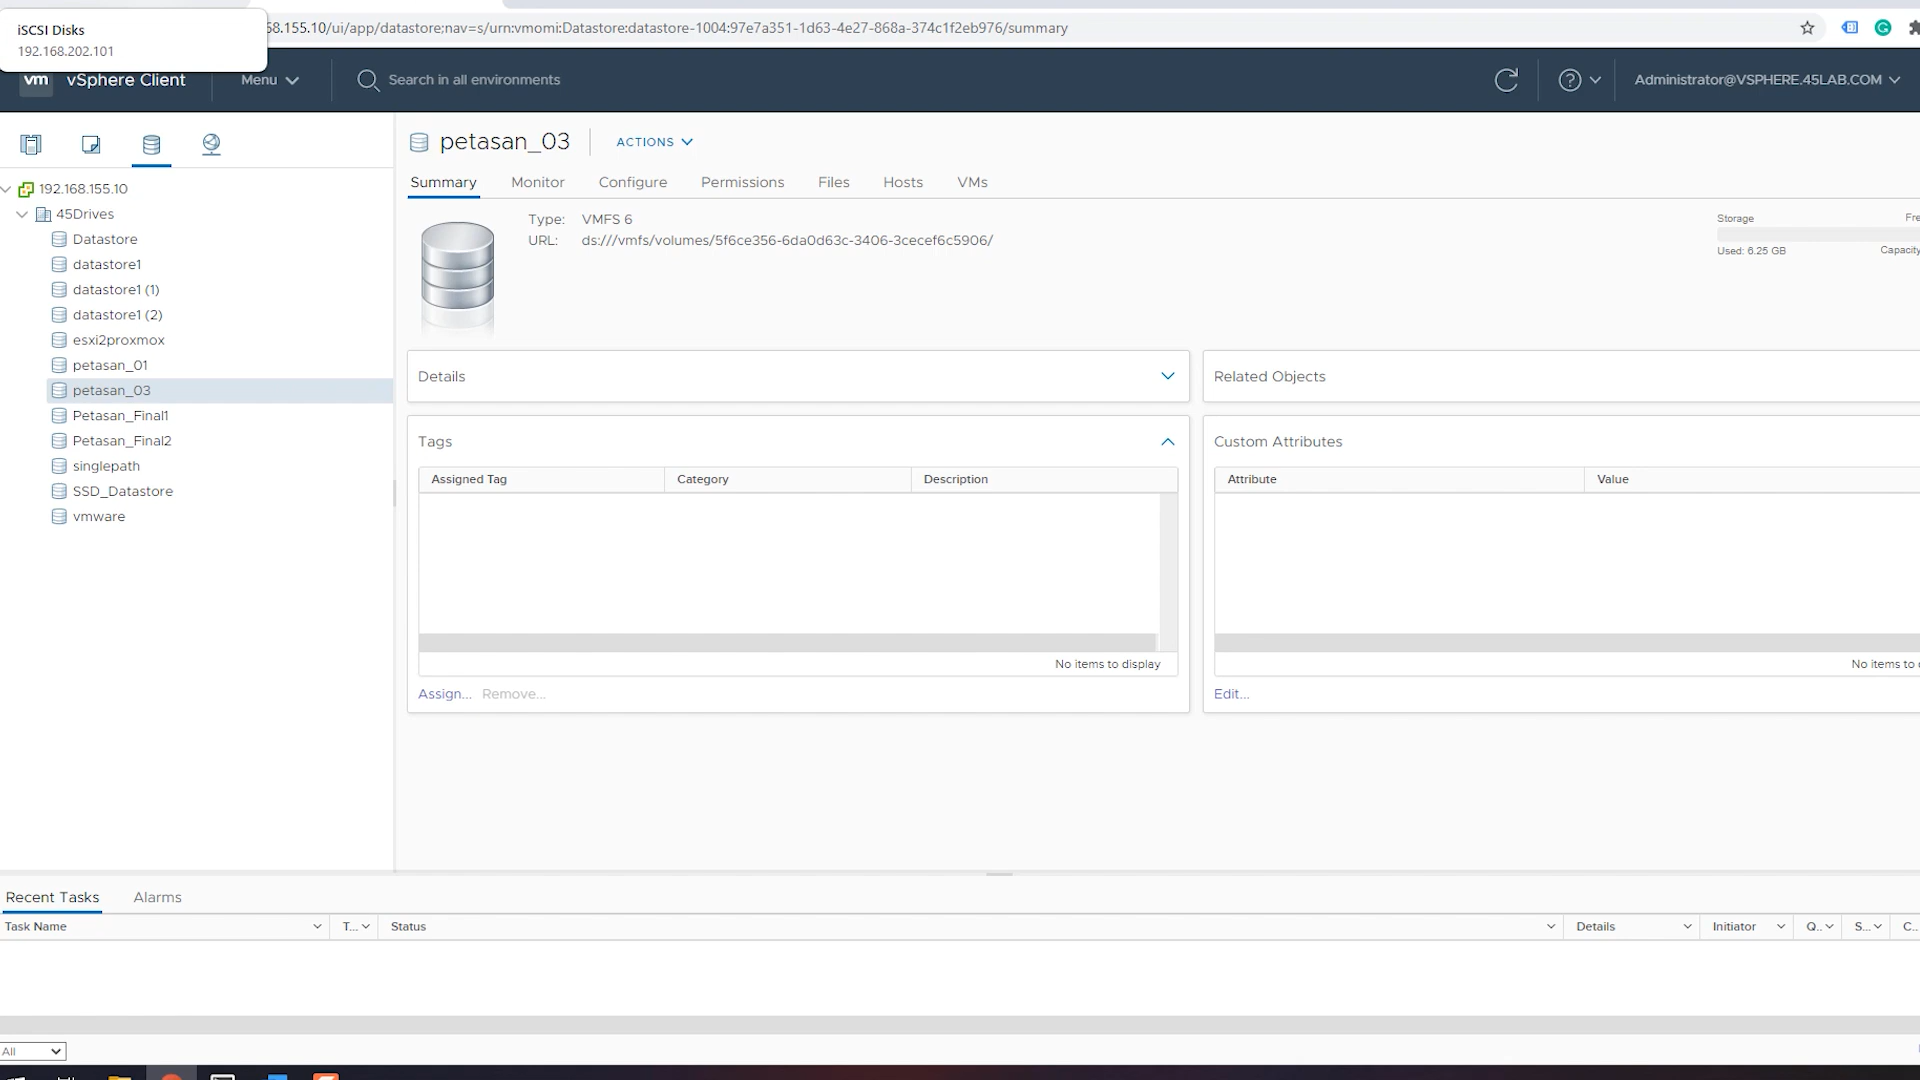 iSCSI Disks
192.168.202.101
58.155.10/ui/app/datastore;nav=s/urn:vmomi:Datastore:datastore-1004:97e7a351-1d63-4e27-868a-374c1f2eb976/summary
vm vSphere Client Menu Search in all environments Administrator@VSPHERE.45LAB.COM
petasan_03 ACTIONS
Summary Monitor Configure Permissions Files Hosts VMs
192.168.155.10
45Drives
Datastore
datastore1
datastore1 (1)
datastore1 (2)
esxi2proxmox
petasan_01
petasan_03
Petasan_Final1
Petasan_Final2
singlepath
SSD_Datastore
vmware
Type: VMFS 6
URL: ds:///vmfs/volumes/5f6ce356-6da0d63c-3406-3cecef6c5906/
Storage Fre
Used: 6.25 GB Capacity
Details
Related Objects
Tags
Assigned Tag Category Description
No items to display
Assign... Remove...
Custom Attributes
Attribute Value
No items to
Edit...
Recent Tasks Alarms
Task Name T... Status Details Initiator Q.. S... C..
All